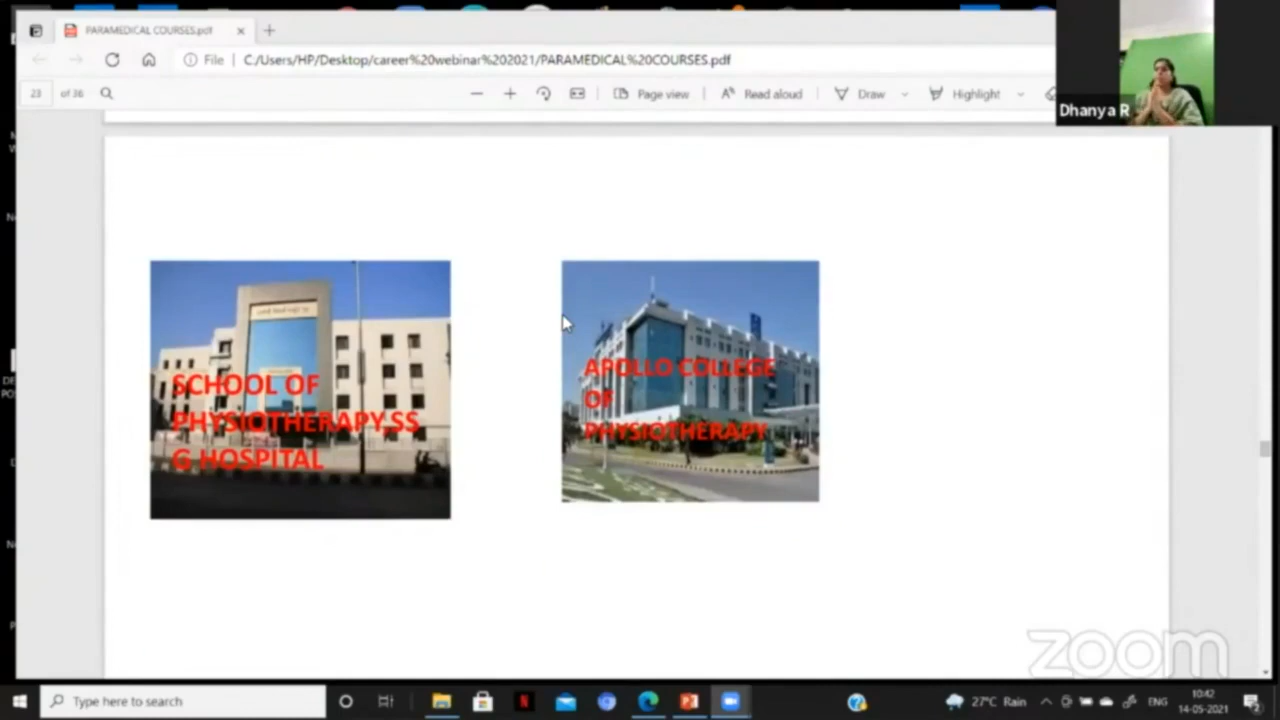 PARAMEDICAL COURSES.pdf
File
C:/Users/HP/Desktop/career%20webinar%202021/PARAMEDICAL%20COURSES.pdf
23 of 36
Page view
Read aloud
Draw
Highlight
Dhanya R
SCHOOL OF
PHYSIOTHERAPY,SS
G HOSPITAL
APOLLO COLLEGE
OF
PHYSIOTHERAPY
zoom
Type here to search
27°C Rain
ENG
10:42
14-05-2021
2